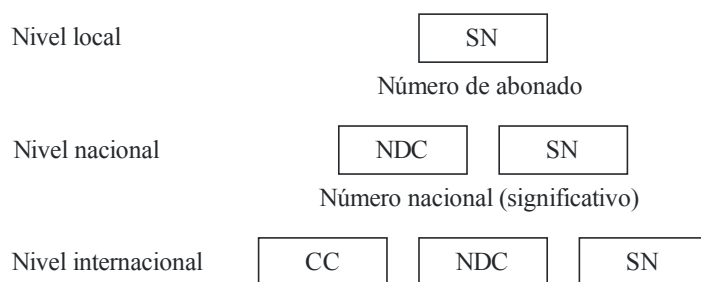 Nivel local SN
Número de abonado
Nivel nacional NDC SN
Número nacional (significativo)
Nivel internacional CC NDC SN